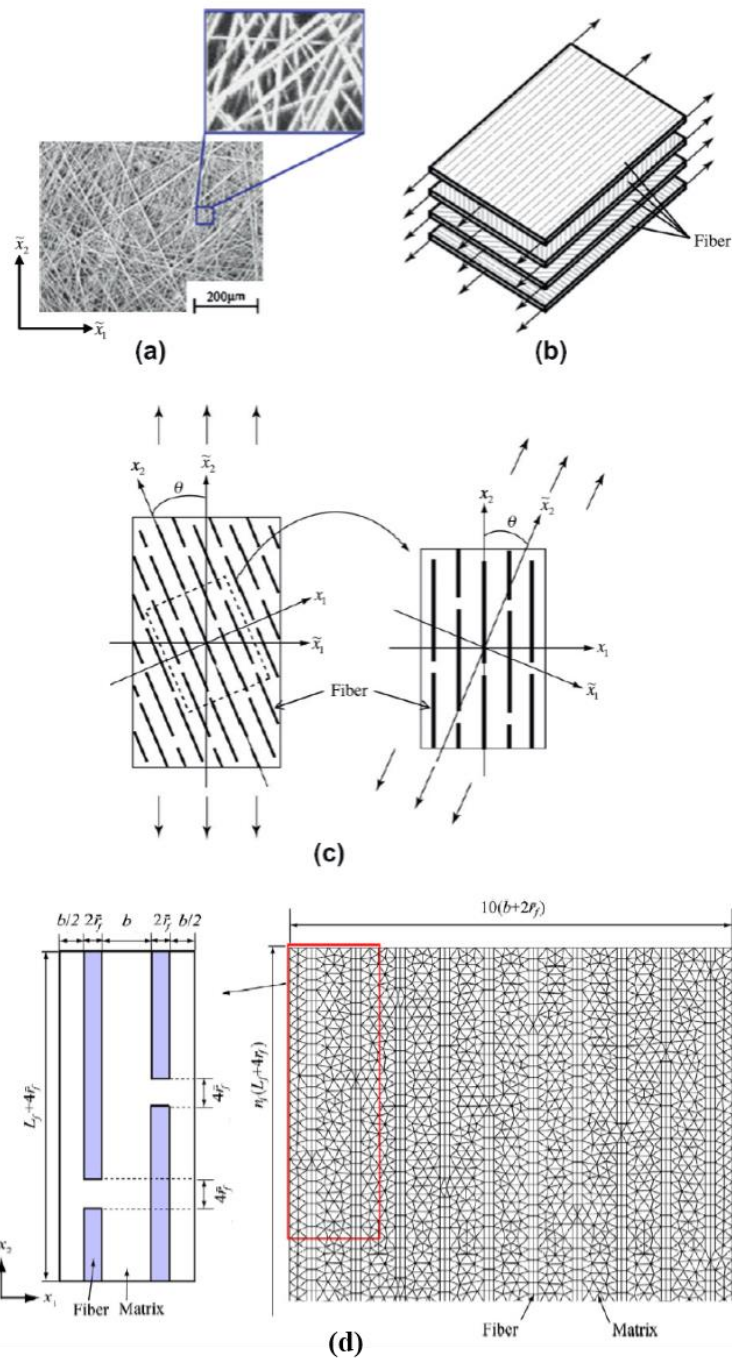 x̃₂
200μm
x̃₁
(a)
Fiber
(b)
x₂
x̃₂
θ
x₁
x̃₁
Fiber
x₂
x̃₂
θ
x₁
x̃₁
(c)
b/2 2r̄f b 2r̄f b/2
Lf+4r̄f
4r̄f
4r̄f
x₂
x₁
Fiber
Matrix
10(b+2r̄f)
nf(Lf+4rf)
Fiber
Matrix
(d)